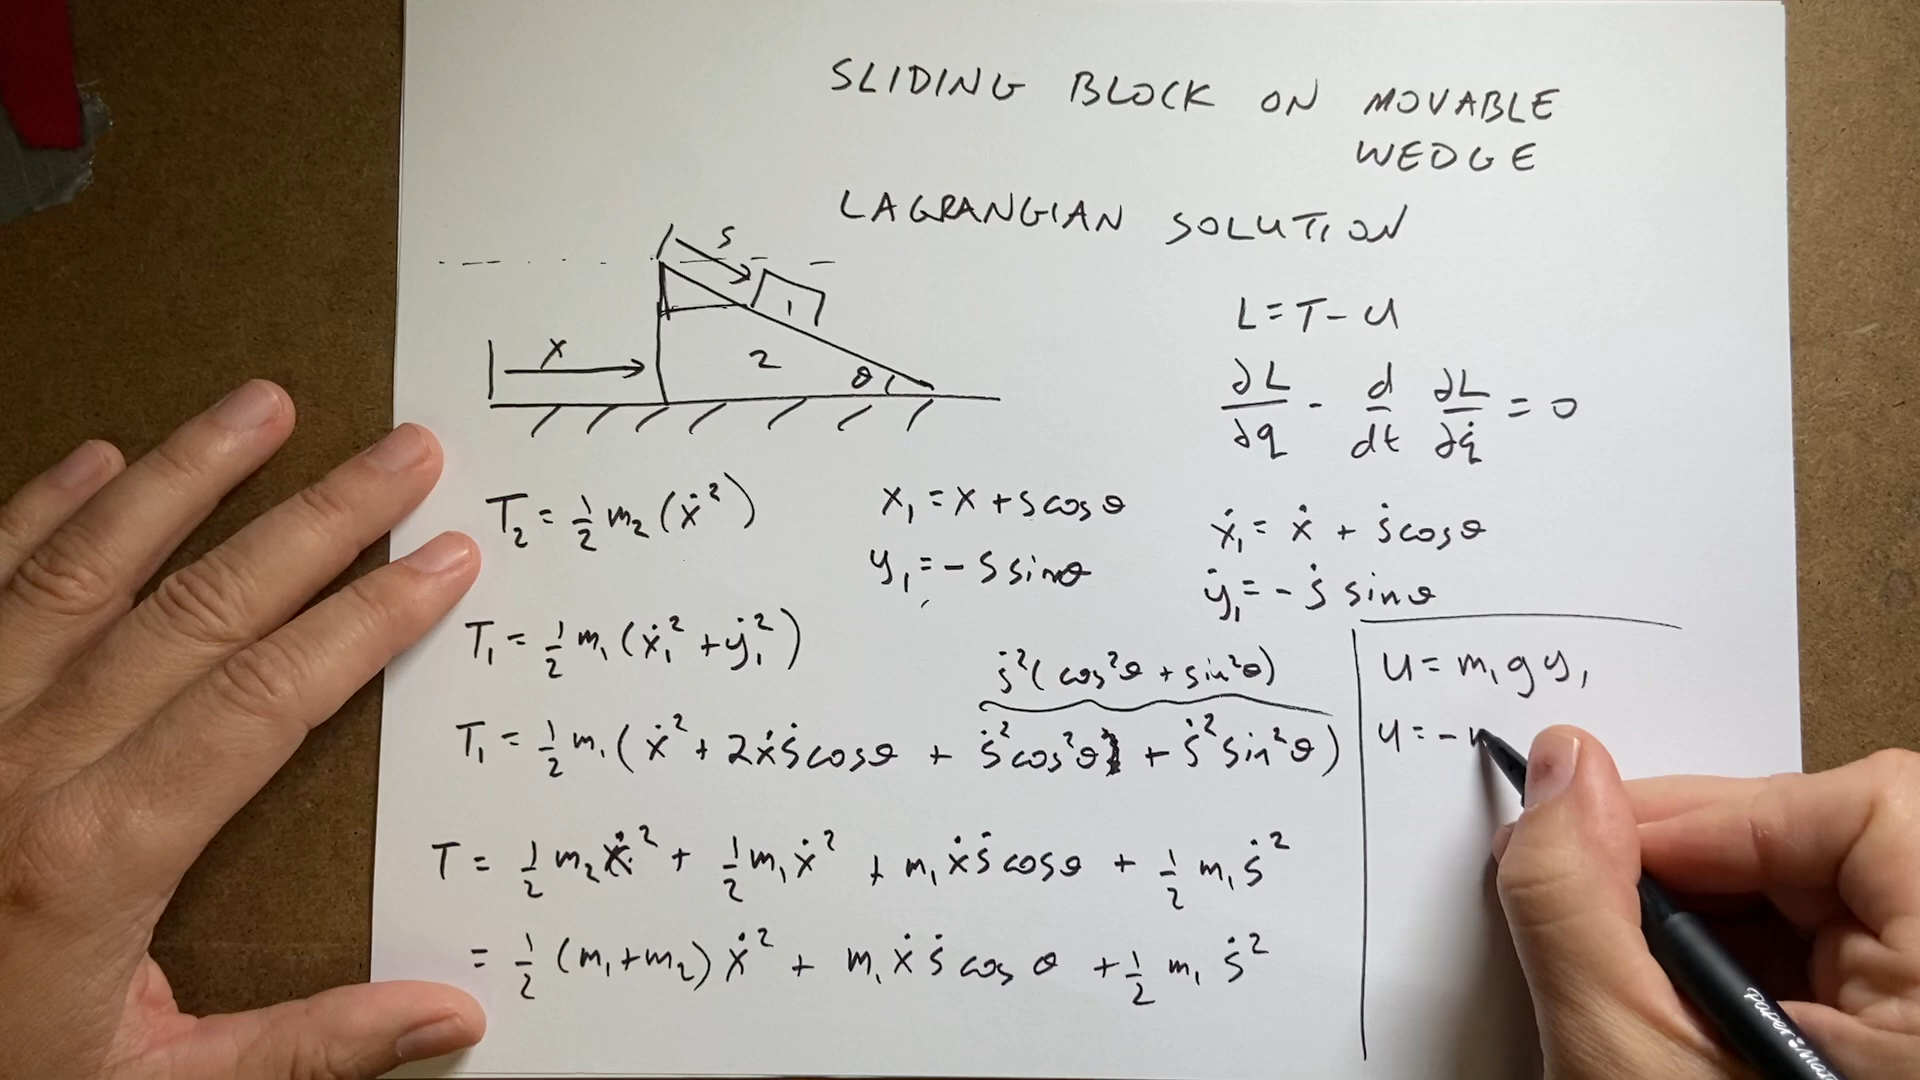 SLIDING BLOCK ON MOVABLE
WEDGE
LAGRANGIAN SOLUTION
s
1
x
2
θ
L = T - U
∂L/∂q - d/dt ∂L/∂q̇ = 0
T₂ = ½ m₂ (ẋ²)
x₁ = x + s cos θ
y₁ = - s sin θ
ẋ₁ = ẋ + ṡ cos θ
ẏ₁ = - ṡ sin θ
T₁ = ½ m₁ (ẋ₁² + ẏ₁²)
ṡ² (cos²θ + sin²θ)
T₁ = ½ m₁ (ẋ² + 2ẋṡ cos θ + ṡ² cos²θ + ṡ² sin²θ)
T = ½ m₂ ẋ² + ½ m₁ ẋ² + m₁ ẋṡ cos θ + ½ m₁ ṡ²
= ½ (m₁ + m₂) ẋ² + m₁ ẋ ṡ cos θ + ½ m₁ ṡ²
U = m₁ g y₁
U = -
PAPER:MATE